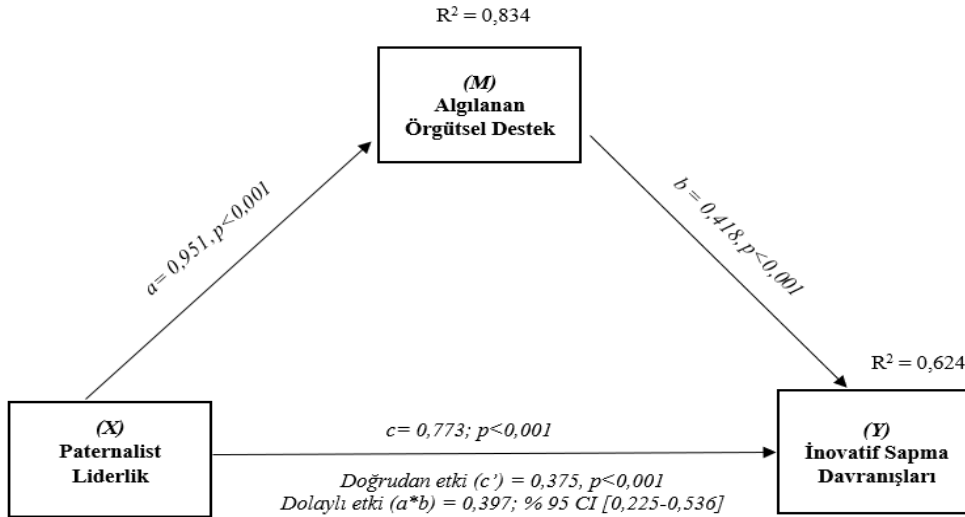 R² = 0,834
(M)
Algılanan
Örgütsel Destek
a= 0,951, p<0,001
b = 0,418, p<0,001
R² = 0,624
(X)
Paternalist
Liderlik
c= 0,773; p<0,001
Doğrudan etki (c’) = 0,375, p<0,001
Dolaylı etki (a*b) = 0,397; % 95 CI [0,225-0,536]
(Y)
İnovatif Sapma
Davranışları